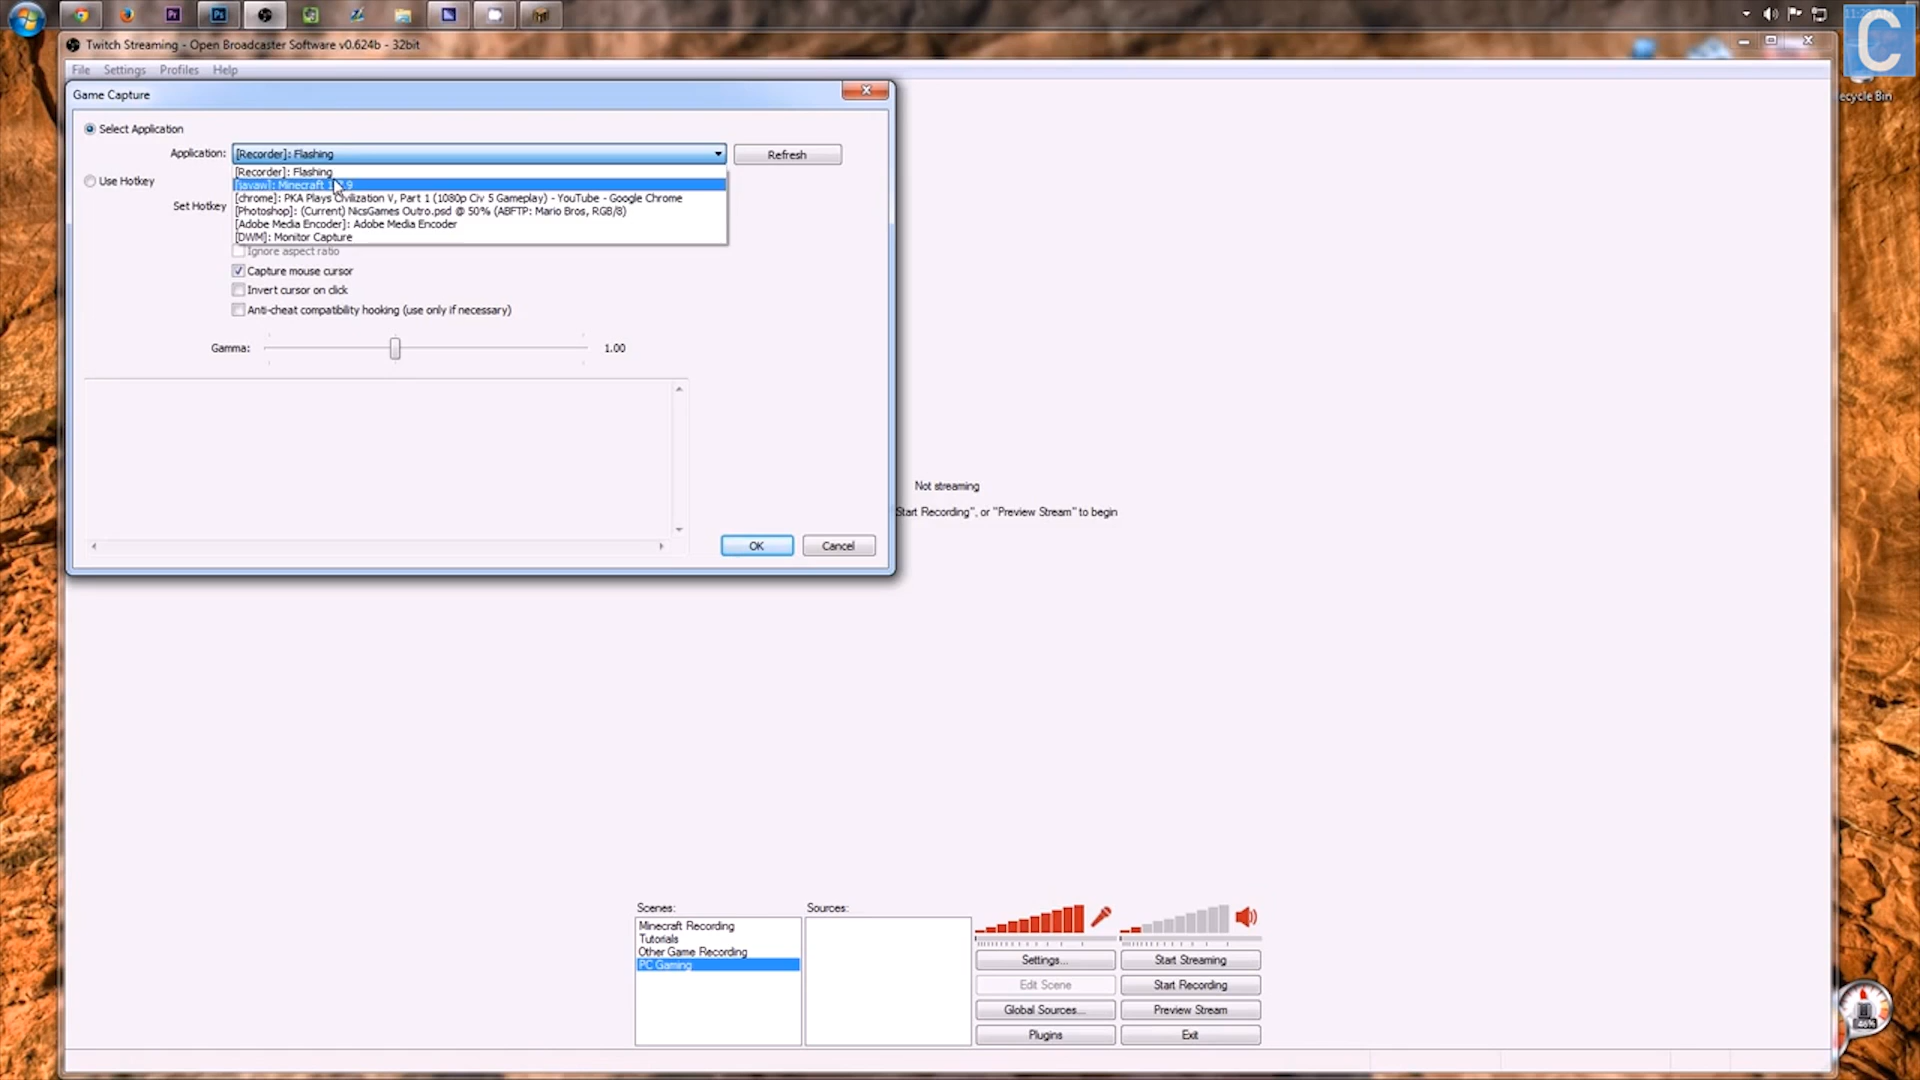 Twitch Streaming - Open Broadcaster Software v0.624b - 32bit
File Settings Profiles Help
Game Capture
Select Application
Application: [Recorder]: Flashing Refresh
[Recorder]: Flashing
[javaw]: Minecraft
[chrome]: PKA Plays Civilization V, Part 1 (1080p Civ 5 Gameplay) - YouTube - Google Chrome
[Photoshop]: (Current) NicsGames Outro.psd @ 50% (ABFTP: Mario Bros, RGB/8)
[Adobe Media Encoder]: Adobe Media Encoder
[DWM]: Monitor Capture
Use Hotkey
Set Hotkey
Ignore aspect ratio
Capture mouse cursor
Invert cursor on click
Anti-cheat compatibility hooking (use only if necessary)
Gamma: 1.00
OK Cancel
Not streaming
Start Recording", or "Preview Stream" to begin
Scenes:
Minecraft Recording
Tutorials
Other Game Recording
PC Gaming
Sources:
Settings... Start Streaming
Edit Scene Start Recording
Global Sources... Preview Stream
Plugins Exit
C
ecycle Bin
46%